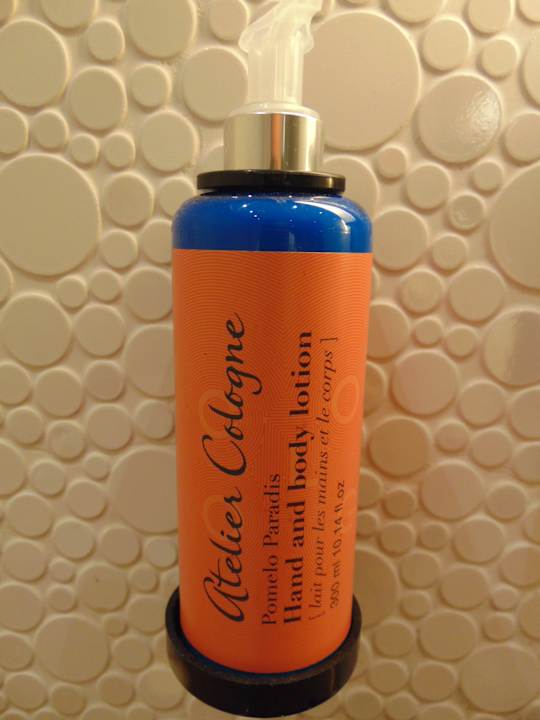 Atelier Cologne
Pomelo Paradis
Hand and body lotion
[ lait pour les mains et le corps ]
300 ml 10.14 fl.oz